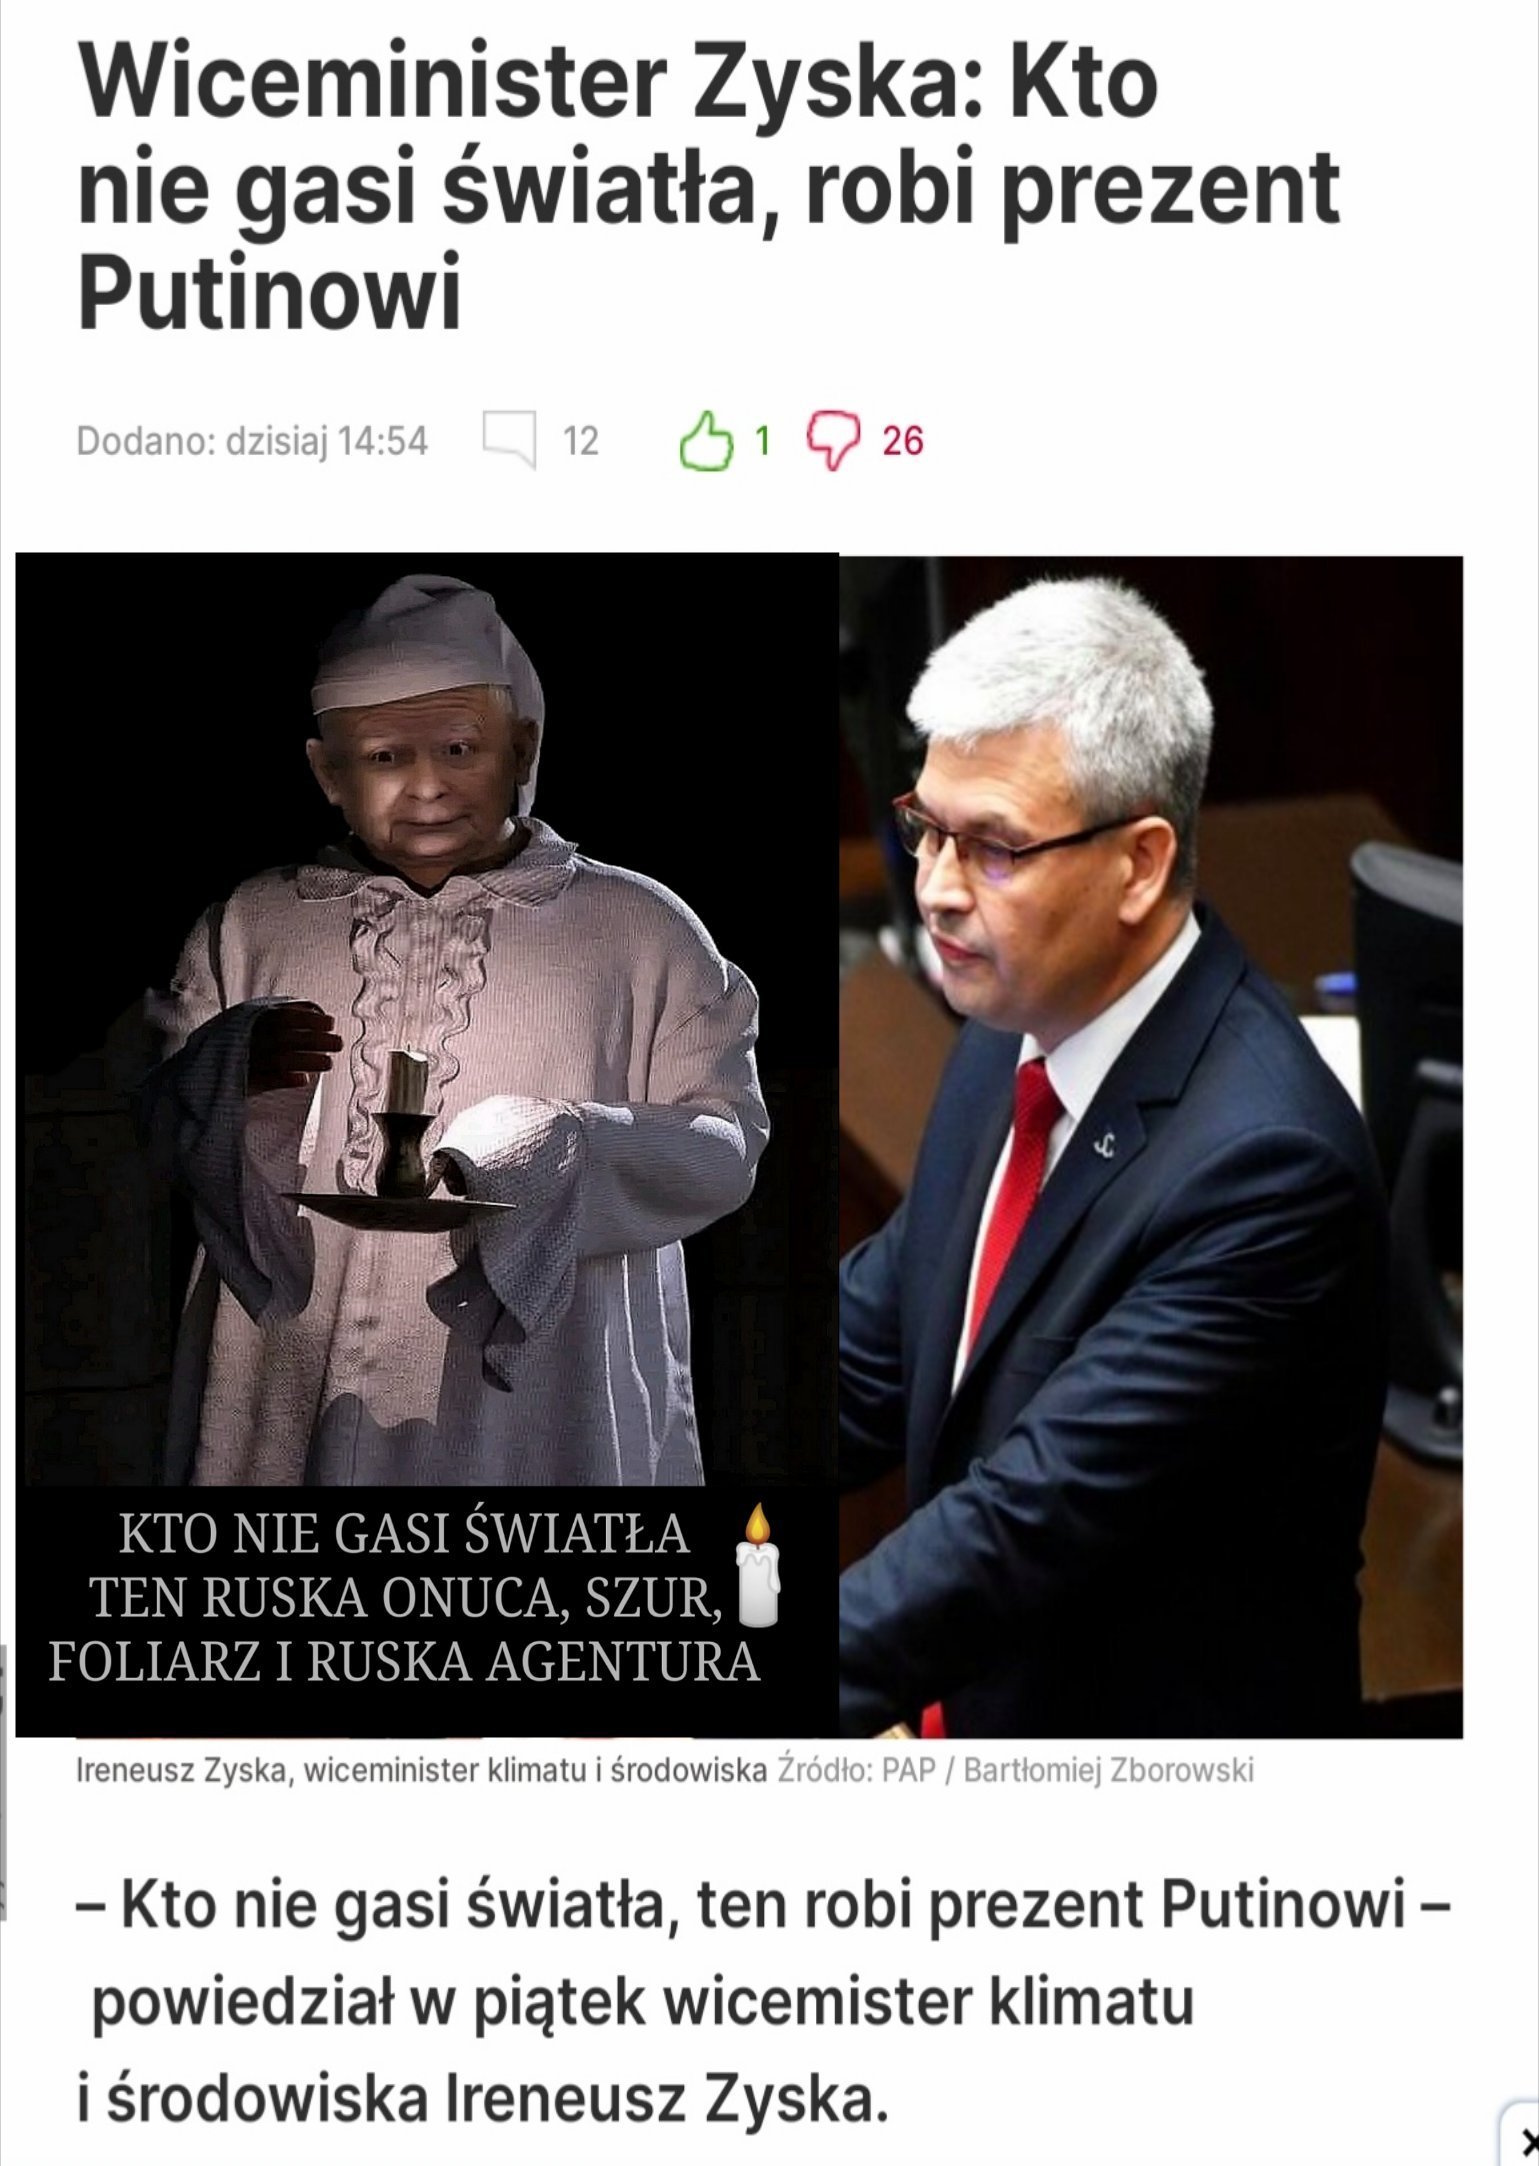 Wiceminister Zyska: Kto
nie gasi światła, robi prezent
Putinowi
Dodano: dzisiaj 14:54 12 1 26
KTO NIE GASI ŚWIATŁA
TEN RUSKA ONUCA, SZUR,
FOLIARZ I RUSKA AGENTURA
Ireneusz Zyska, wiceminister klimatu i środowiska Źródło: PAP / Bartłomiej Zborowski
– Kto nie gasi światła, ten robi prezent Putinowi –
powiedział w piątek wicemister klimatu
i środowiska Ireneusz Zyska.